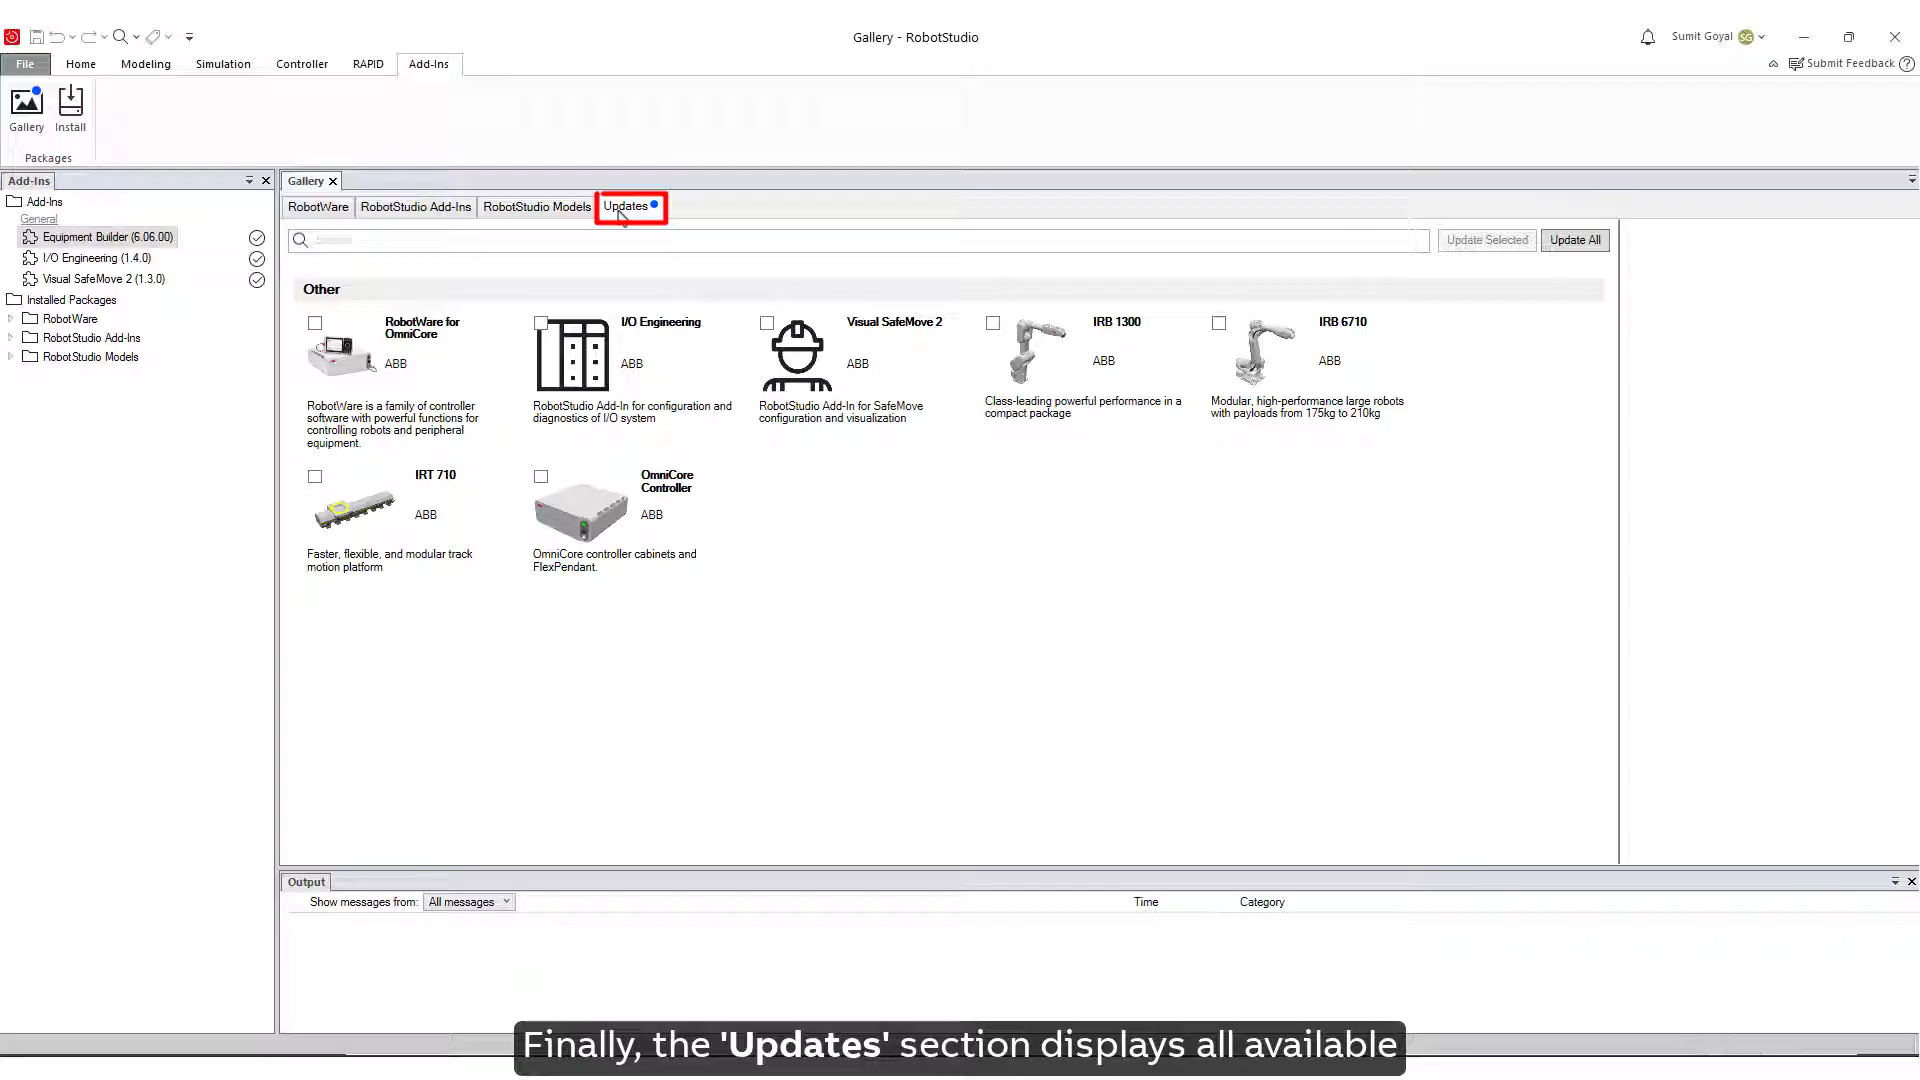 Gallery - RobotStudio
Sumit Goyal SG
File Home Modeling Simulation Controller RAPID Add-Ins
Submit Feedback
Gallery Install
Packages
Add-Ins
Gallery
Add-Ins
General
Equipment Builder (6.06.00)
I/O Engineering (1.4.0)
Visual SafeMove 2 (1.3.0)
Installed Packages
RobotWare
RobotStudio Add-Ins
RobotStudio Models
RobotWare RobotStudio Add-Ins RobotStudio Models Updates
Update Selected Update All
Other
RobotWare for
OmniCore
ABB
RobotWare is a family of controller
software with powerful functions for
controlling robots and peripheral
equipment.
I/O Engineering
ABB
RobotStudio Add-In for configuration and
diagnostics of I/O system
Visual SafeMove 2
ABB
RobotStudio Add-In for SafeMove
configuration and visualization
IRB 1300
ABB
Class-leading powerful performance in a
compact package
IRB 6710
ABB
Modular, high-performance large robots
with payloads from 175kg to 210kg
IRT 710
ABB
Faster, flexible, and modular track
motion platform
OmniCore
Controller
ABB
OmniCore controller cabinets and
FlexPendant.
Output
Show messages from: All messages Time Category
Finally, the 'Updates' section displays all available